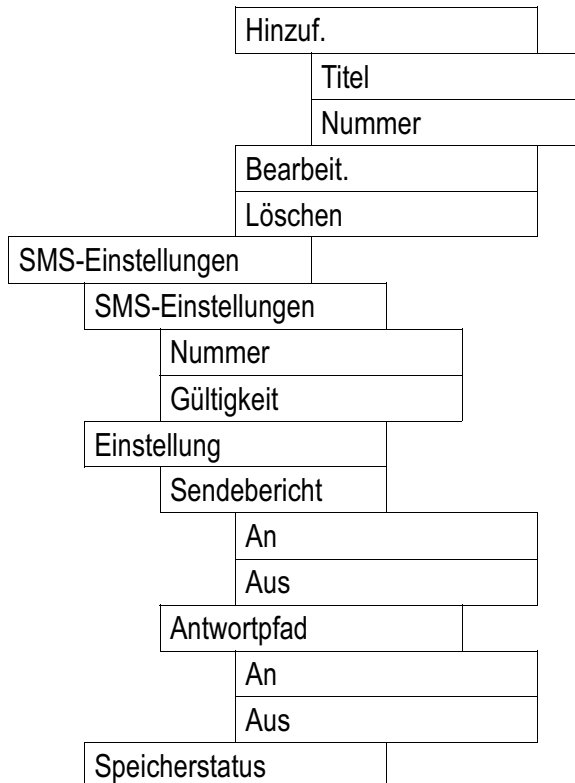 Hinzuf.
Titel
Nummer
Bearbeit.
Löschen
SMS-Einstellungen
SMS-Einstellungen
Nummer
Gültigkeit
Einstellung
Sendebericht
An
Aus
Antwortpfad
An
Aus
Speicherstatus